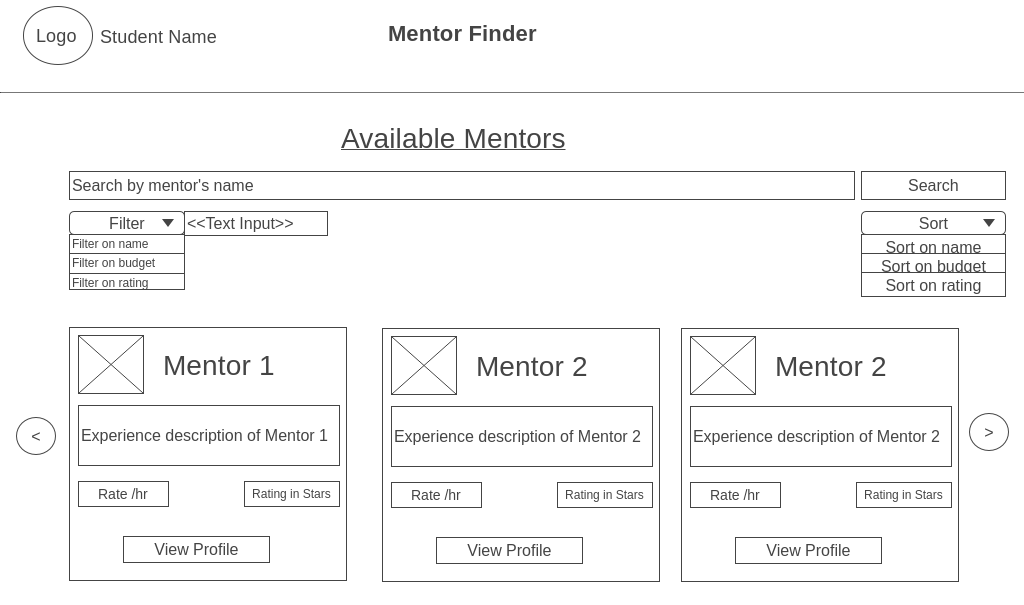 Logo
Student Name
Mentor Finder
Available Mentors
Search by mentor's name
Search
Filter
<<Text Input>>
Sort
Filter on name
Filter on budget
Filter on rating
Sort on name
Sort on budget
Sort on rating
Mentor 1
Mentor 2
Mentor 2
<
Experience description of Mentor 1
Experience description of Mentor 2
Experience description of Mentor 2
>
Rate /hr
Rating in Stars
Rate /hr
Rating in Stars
Rate /hr
Rating in Stars
View Profile
View Profile
View Profile